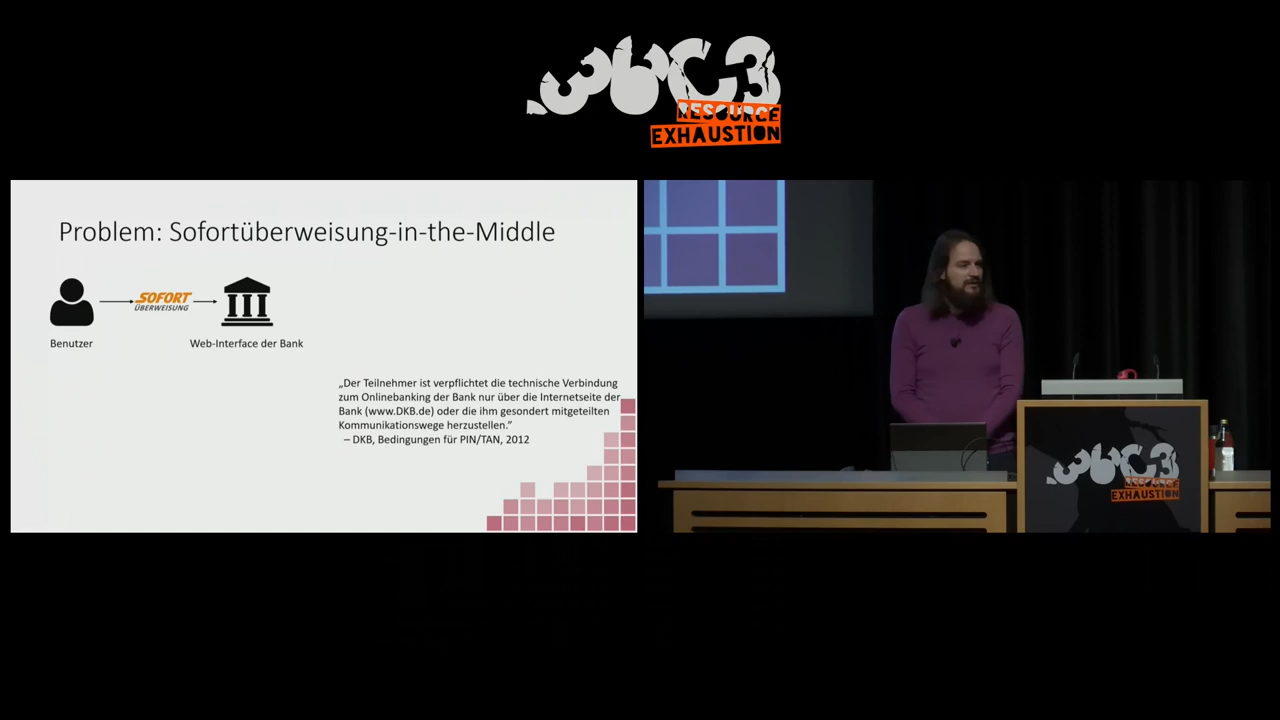 36C3
RESOURCE
EXHAUSTION
Problem: Sofortüberweisung-in-the-Middle
SOFORT
ÜBERWEISUNG
Benutzer
Web-Interface der Bank
„Der Teilnehmer ist verpflichtet die technische Verbindung
zum Onlinebanking der Bank nur über die Internetseite der
Bank (www.DKB.de) oder die ihm gesondert mitgeteilten
Kommunikationswege herzustellen.”
– DKB, Bedingungen für PIN/TAN, 2012
36C3
RESOURCE
EXHAUSTION